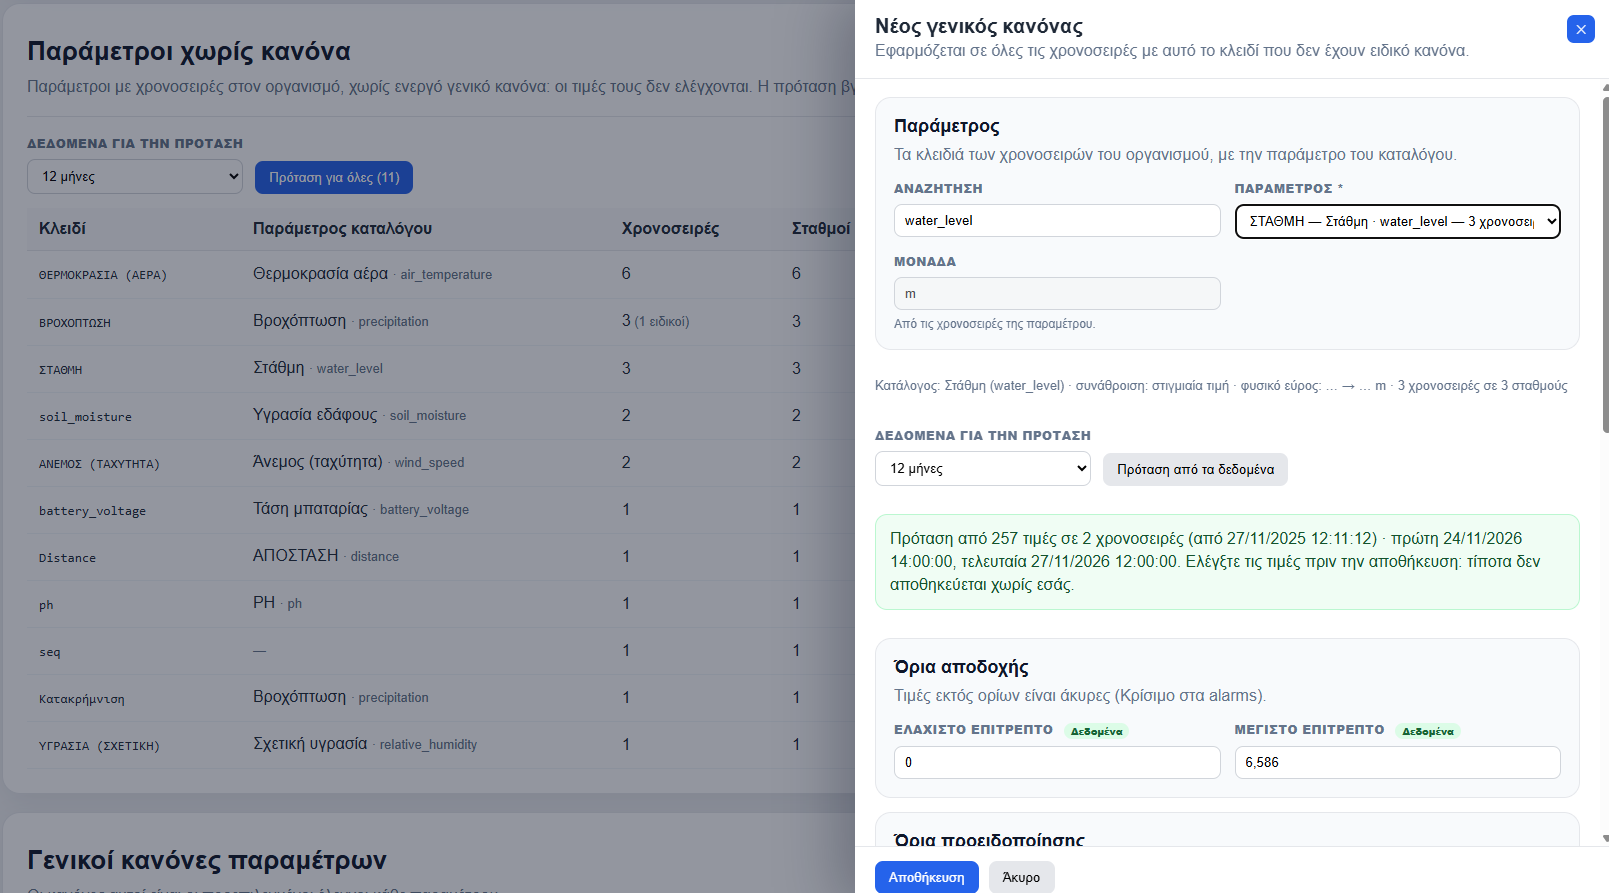 Παράμετροι χωρίς κανόνα
Παράμετροι με χρονοσειρές στον οργανισμό, χωρίς ενεργό γενικό κανόνα: οι τιμές τους δεν ελέγχονται. Η πρόταση
ΔΕΔΟΜΕΝΑ ΓΙΑ ΤΗΝ ΠΡΟΤΑΣΗ
12 μήνες
Πρόταση για όλες (11)
Κλειδί Παράμετρος καταλόγου Χρονοσειρές Σταθμοί
ΘΕΡΜΟΚΡΑΣΙΑ (ΑΕΡΑ) Θερμοκρασία αέρα · air_temperature 6 6
ΒΡΟΧΟΠΤΩΣΗ Βροχόπτωση · precipitation 3 (1 ειδικοί) 3
ΣΤΑΘΜΗ Στάθμη · water_level 3 3
soil_moisture Υγρασία εδάφους · soil_moisture 2 2
ΑΝΕΜΟΣ (ΤΑΧΥΤΗΤΑ) Άνεμος (ταχύτητα) · wind_speed 2 2
battery_voltage Τάση μπαταρίας · battery_voltage 1 1
Distance ΑΠΟΣΤΑΣΗ · distance 1 1
ph PH · ph 1 1
seq — 1 1
Κατακρήμνιση Βροχόπτωση · precipitation 1 1
ΥΓΡΑΣΙΑ (ΣΧΕΤΙΚΗ) Σχετική υγρασία · relative_humidity 1 1
Γενικοί κανόνες παραμέτρων
Νέος γενικός κανόνας
Εφαρμόζεται σε όλες τις χρονοσειρές με αυτό το κλειδί που δεν έχουν ειδικό κανόνα.
Παράμετρος
Τα κλειδιά των χρονοσειρών του οργανισμού, με την παράμετρο του καταλόγου.
ΑΝΑΖΗΤΗΣΗ ΠΑΡΑΜΕΤΡΟΣ *
water_level ΣΤΑΘΜΗ — Στάθμη · water_level — 3 χρονοσει
ΜΟΝΑΔΑ
m
Από τις χρονοσειρές της παραμέτρου.
Κατάλογος: Στάθμη (water_level) · συνάθροιση: στιγμιαία τιμή · φυσικό εύρος: … → … m · 3 χρονοσειρές σε 3 σταθμούς
ΔΕΔΟΜΕΝΑ ΓΙΑ ΤΗΝ ΠΡΟΤΑΣΗ
12 μήνες
Πρόταση από τα δεδομένα
Πρόταση από 257 τιμές σε 2 χρονοσειρές (από 27/11/2025 12:11:12) · πρώτη 24/11/2026
14:00:00, τελευταία 27/11/2026 12:00:00. Ελέγξτε τις τιμές πριν την αποθήκευση: τίποτα δεν
αποθηκεύεται χωρίς εσάς.
Όρια αποδοχής
Τιμές εκτός ορίων είναι άκυρες (Κρίσιμο στα alarms).
ΕΛΑΧΙΣΤΟ ΕΠΙΤΡΕΠΤΟ Δεδομένα ΜΕΓΙΣΤΟ ΕΠΙΤΡΕΠΤΟ Δεδομένα
0 6,586
Όρια προειδοποίησης
Αποθήκευση Άκυρο